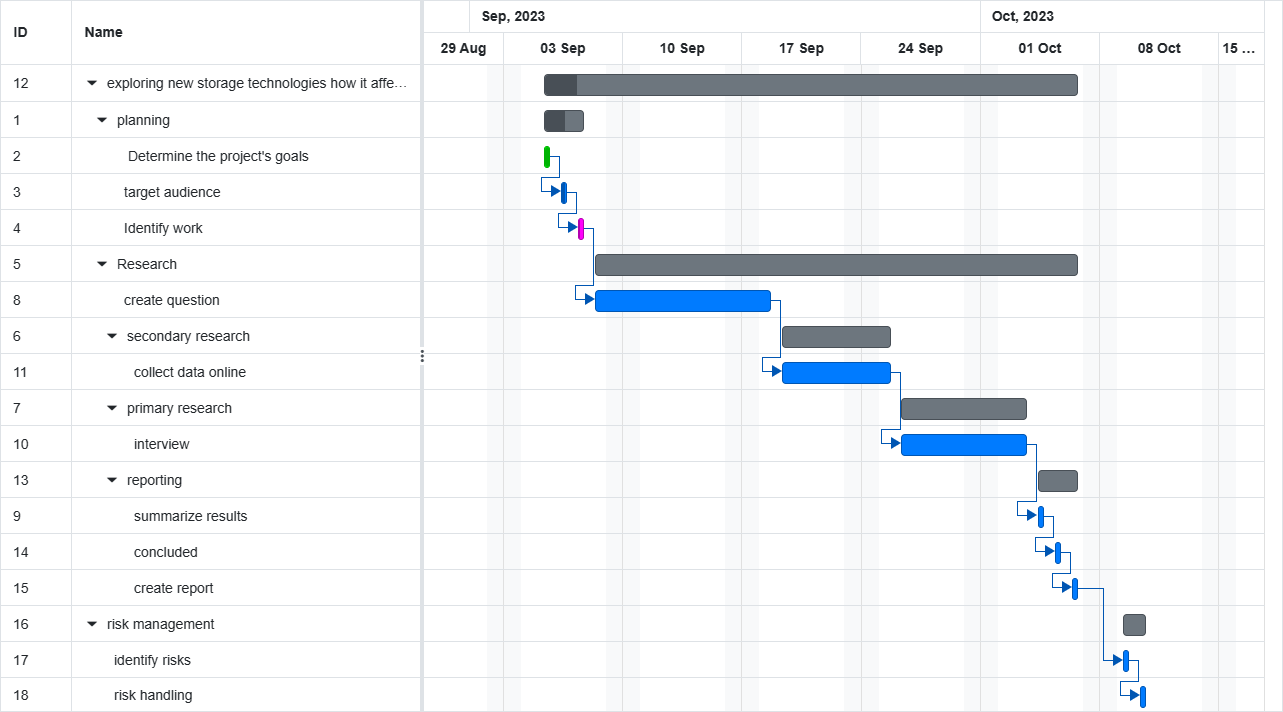 ID Name Sep, 2023 Oct, 2023
29 Aug 03 Sep 10 Sep 17 Sep 24 Sep 01 Oct 08 Oct 15 ...
12 exploring new storage technologies how it affe...
1 planning
2 Determine the project's goals
3 target audience
4 Identify work
5 Research
8 create question
6 secondary research
11 collect data online
7 primary research
10 interview
13 reporting
9 summarize results
14 concluded
15 create report
16 risk management
17 identify risks
18 risk handling